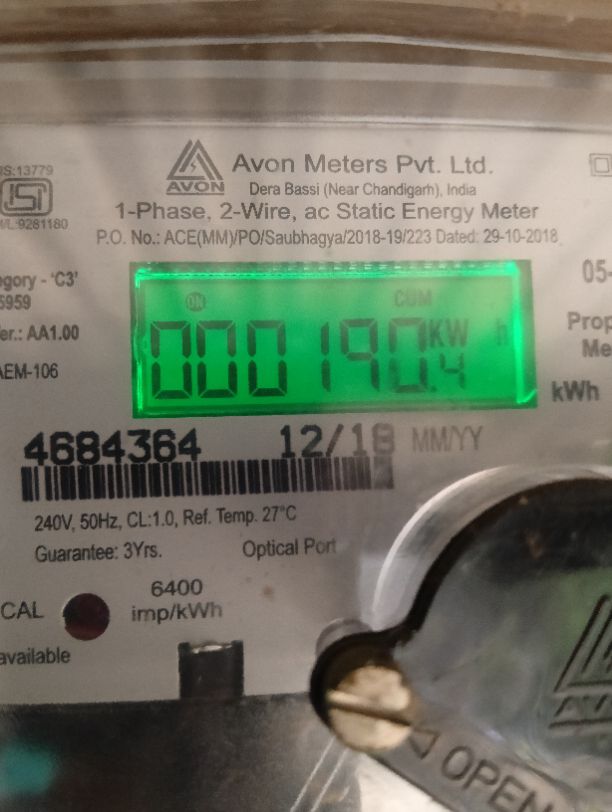 Avon Meters Pvt. Ltd.
AVON
Dera Bassi (Near Chandigarh), India
1-Phase, 2-Wire, ac Static Energy Meter
P.O. No.: ACE(MM)/PO/Saubhagya/2018-19/223 Dated: 29-10-2018
IS:13779
ISI
M/L:9281180
egory - 'C3'
5959
Ver.: AA1.00
AEM-106
05-
Prop
Me
ON
CUM
000190.4 KW h
kWh
4684364 12/18 MM/YY
240V, 50Hz, CL:1.0, Ref. Temp. 27°C
Guarantee: 3Yrs. Optical Port
CAL
6400
imp/kWh
available
OPEN